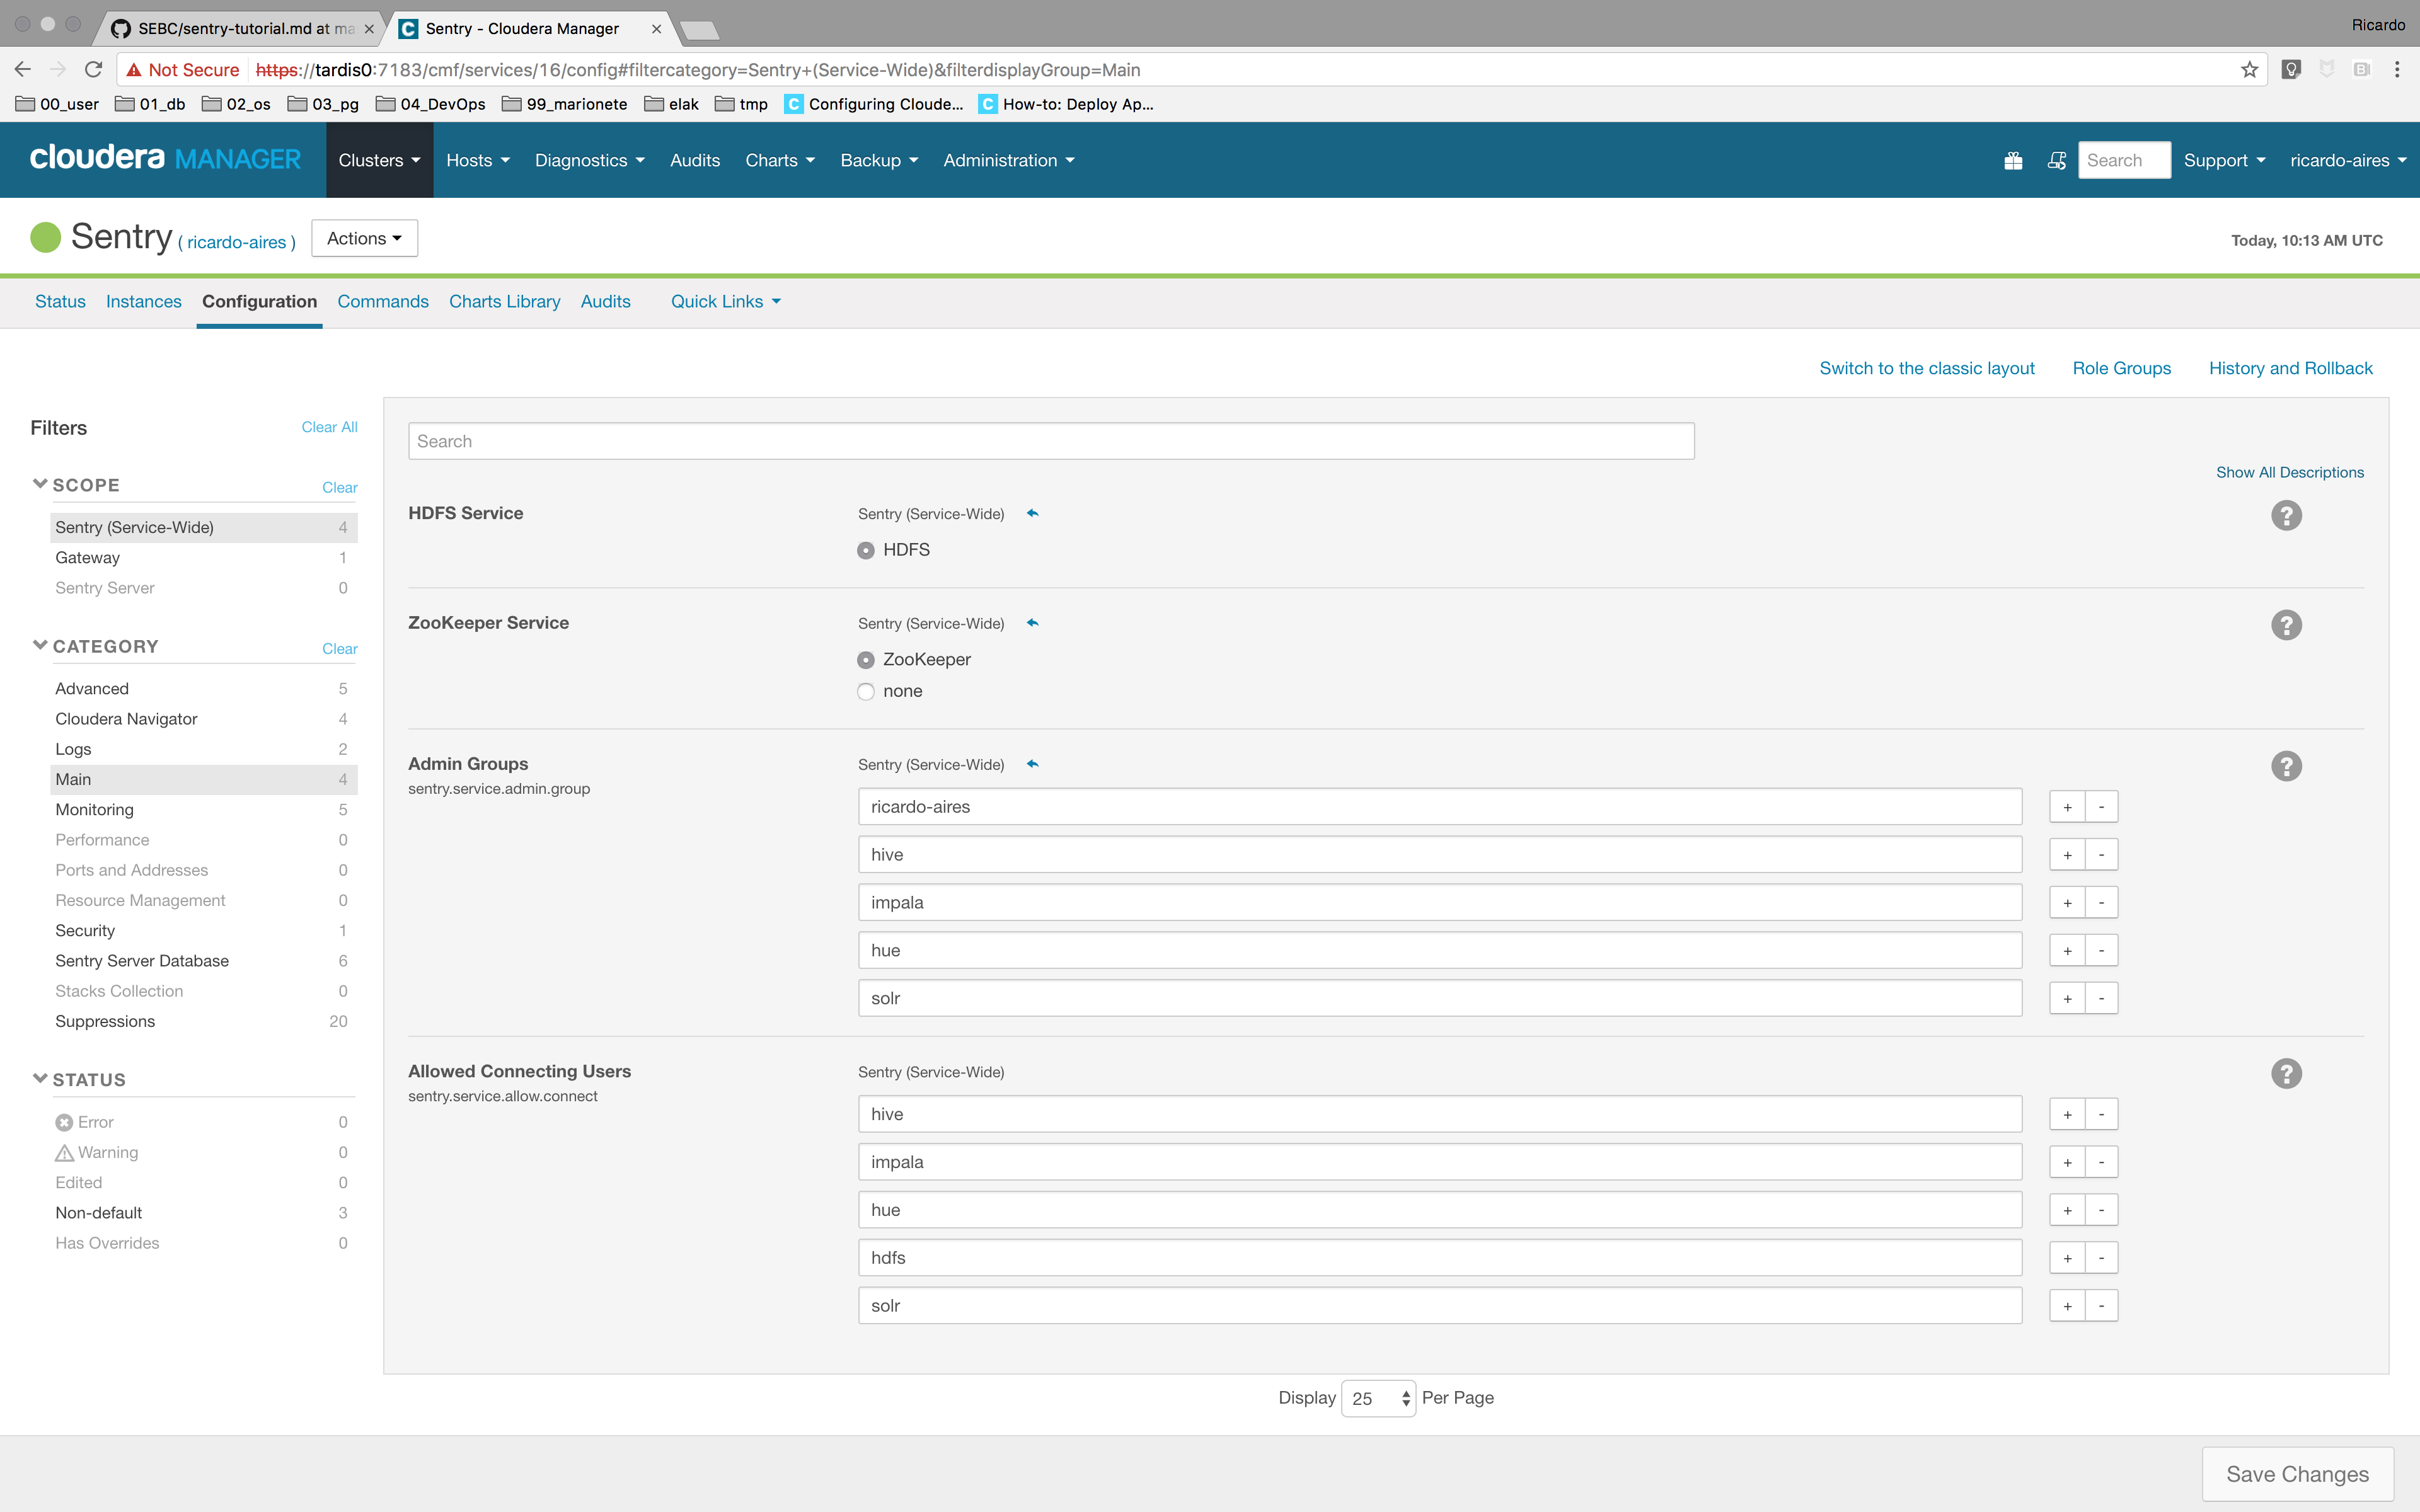 Ricardo
SEBC/sentry-tutorial.md at ma
Sentry - Cloudera Manager
Not Secure https://tardis0:7183/cmf/services/16/config#filtercategory=Sentry+(Service-Wide)&filterdisplayGroup=Main
00_user 01_db 02_os 03_pg 04_DevOps 99_marionete elak tmp Configuring Cloude... How-to: Deploy Ap...
cloudera MANAGER Clusters Hosts Diagnostics Audits Charts Backup Administration Search Support ricardo-aires
Sentry ( ricardo-aires ) Actions
Today, 10:13 AM UTC
Status Instances Configuration Commands Charts Library Audits Quick Links
Switch to the classic layout Role Groups History and Rollback
Filters Clear All
SCOPE Clear
Sentry (Service-Wide) 4
Gateway 1
Sentry Server 0
CATEGORY Clear
Advanced 5
Cloudera Navigator 4
Logs 2
Main 4
Monitoring 5
Performance 0
Ports and Addresses 0
Resource Management 0
Security 1
Sentry Server Database 6
Stacks Collection 0
Suppressions 20
STATUS
Error 0
Warning 0
Edited 0
Non-default 3
Has Overrides 0
Search
Show All Descriptions
HDFS Service Sentry (Service-Wide) ?
HDFS
ZooKeeper Service Sentry (Service-Wide) ?
ZooKeeper
none
Admin Groups Sentry (Service-Wide) ?
sentry.service.admin.group
ricardo-aires + -
hive + -
impala + -
hue + -
solr + -
Allowed Connecting Users Sentry (Service-Wide) ?
sentry.service.allow.connect
hive + -
impala + -
hue + -
hdfs + -
solr + -
Display 25 Per Page
Save Changes